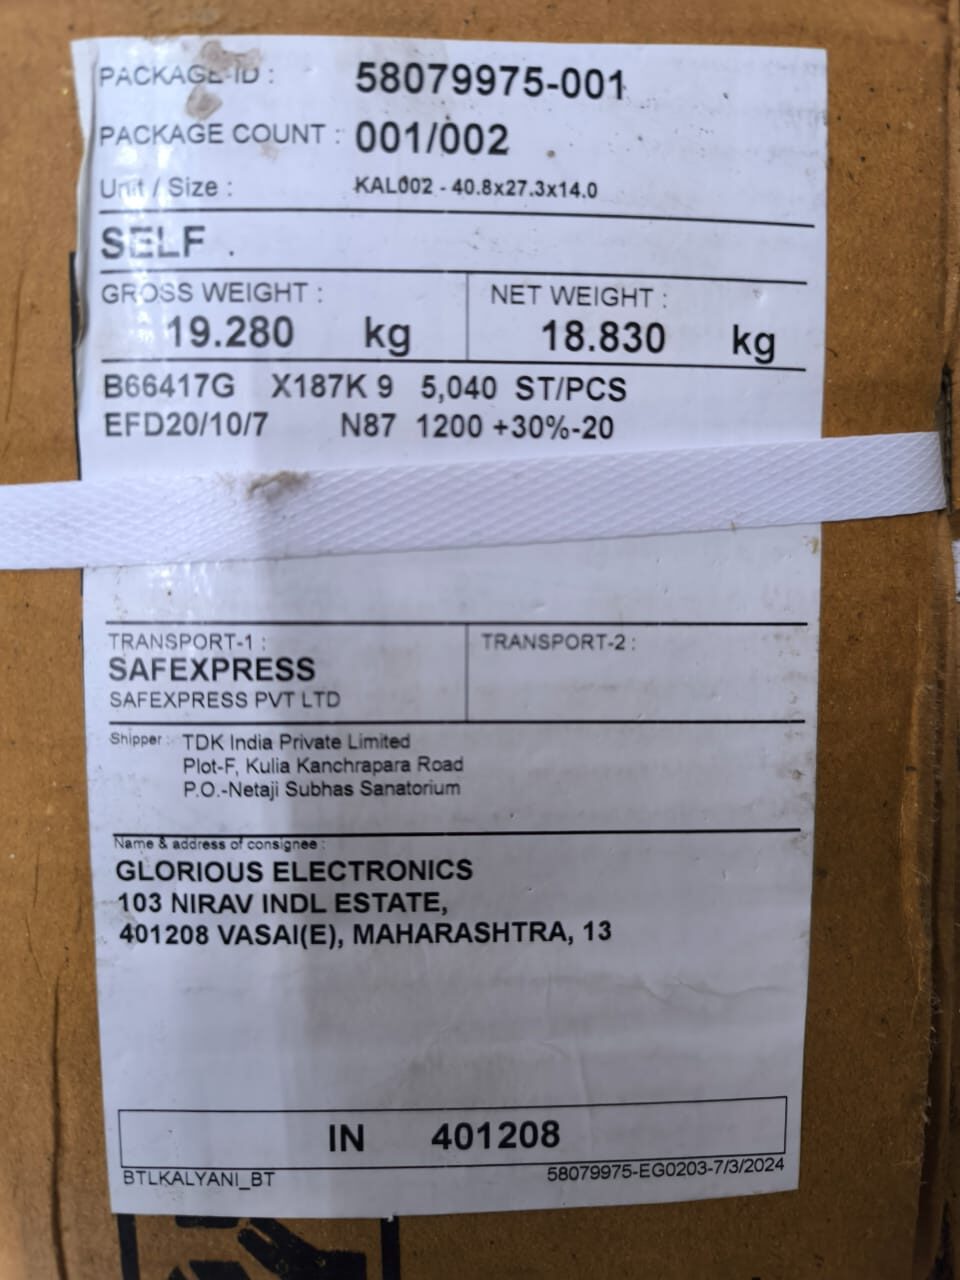 PACKAGE ID : 58079975-001
PACKAGE COUNT : 001/002
Unit / Size : KAL002 - 40.8x27.3x14.0
SELF .
GROSS WEIGHT : NET WEIGHT :
19.280 kg 18.830 kg
B66417G X187K 9 5,040 ST/PCS
EFD20/10/7 N87 1200 +30%-20
TRANSPORT-1 : TRANSPORT-2 :
SAFEXPRESS
SAFEXPRESS PVT LTD
Shipper : TDK India Private Limited
Plot-F, Kulia Kanchrapara Road
P.O.-Netaji Subhas Sanatorium
Name & address of consignee :
GLORIOUS ELECTRONICS
103 NIRAV INDL ESTATE,
401208 VASAI(E), MAHARASHTRA, 13
IN 401208
BTLKALYANI_BT 58079975-EG0203-7/3/2024